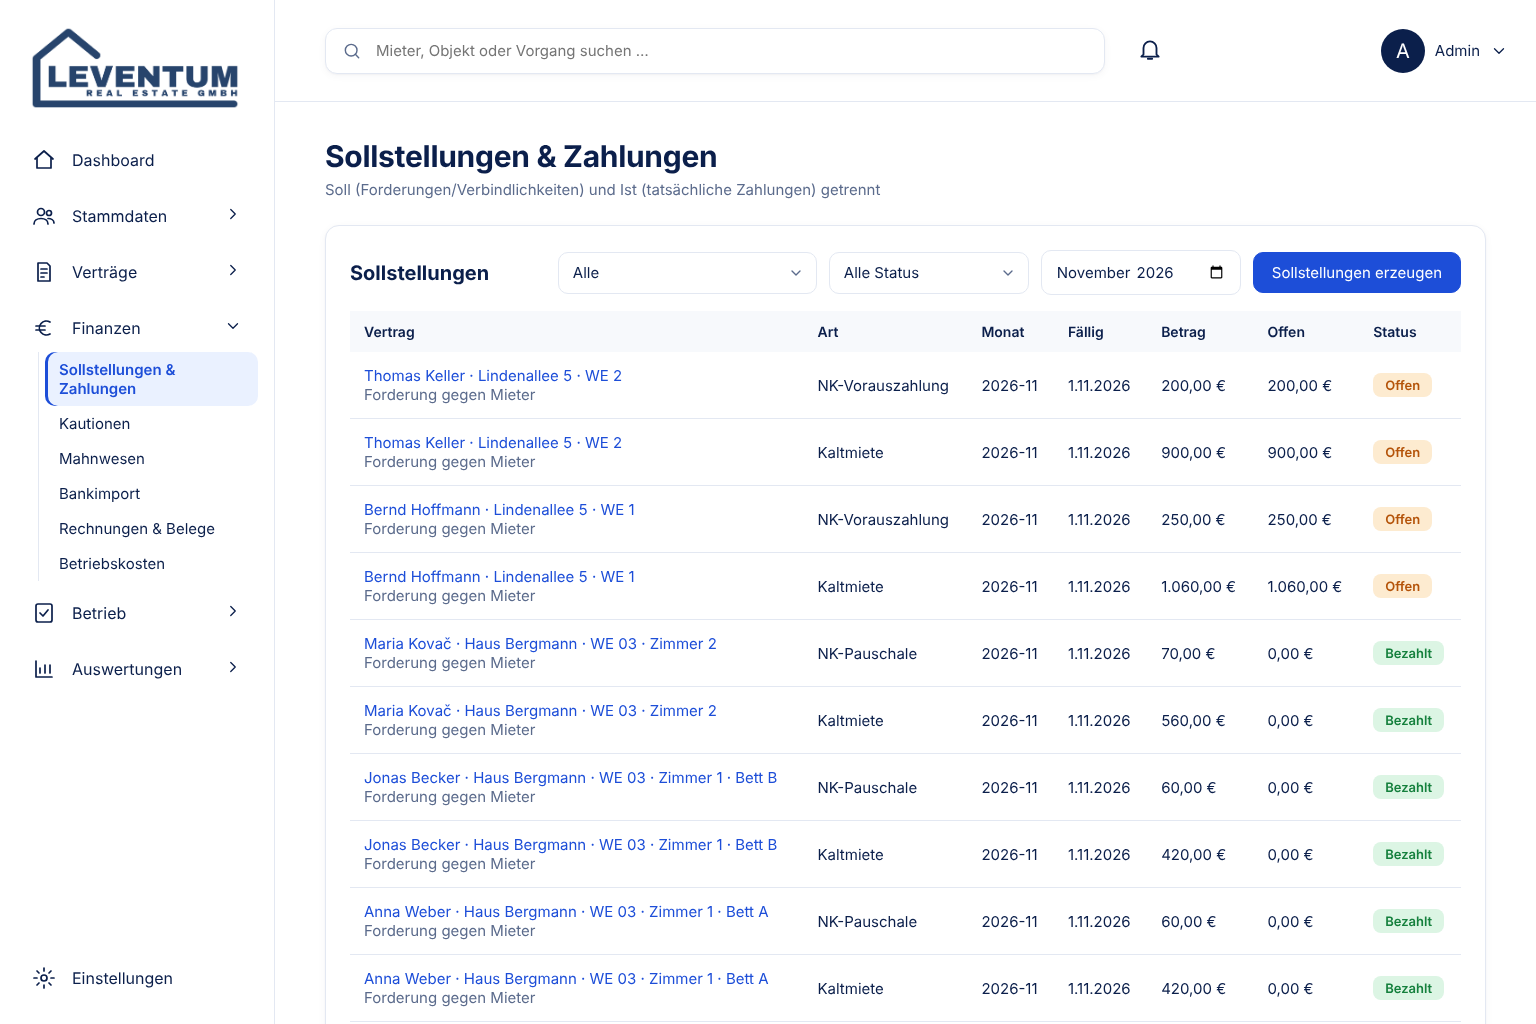 LEVENTUM
REAL ESTATE GMBH
Mieter, Objekt oder Vorgang suchen ...
A
Admin
Dashboard
Stammdaten
Verträge
Finanzen
Sollstellungen &
Zahlungen
Kautionen
Mahnwesen
Bankimport
Rechnungen & Belege
Betriebskosten
Betrieb
Auswertungen
Einstellungen
Sollstellungen & Zahlungen
Soll (Forderungen/Verbindlichkeiten) und Ist (tatsächliche Zahlungen) getrennt
Sollstellungen Alle Alle Status November 2026 Sollstellungen erzeugen
Vertrag Art Monat Fällig Betrag Offen Status
Thomas Keller · Lindenallee 5 · WE 2
Forderung gegen Mieter
NK-Vorauszahlung 2026-11 1.11.2026 200,00 € 200,00 € Offen
Thomas Keller · Lindenallee 5 · WE 2
Forderung gegen Mieter
Kaltmiete 2026-11 1.11.2026 900,00 € 900,00 € Offen
Bernd Hoffmann · Lindenallee 5 · WE 1
Forderung gegen Mieter
NK-Vorauszahlung 2026-11 1.11.2026 250,00 € 250,00 € Offen
Bernd Hoffmann · Lindenallee 5 · WE 1
Forderung gegen Mieter
Kaltmiete 2026-11 1.11.2026 1.060,00 € 1.060,00 € Offen
Maria Kovač · Haus Bergmann · WE 03 · Zimmer 2
Forderung gegen Mieter
NK-Pauschale 2026-11 1.11.2026 70,00 € 0,00 € Bezahlt
Maria Kovač · Haus Bergmann · WE 03 · Zimmer 2
Forderung gegen Mieter
Kaltmiete 2026-11 1.11.2026 560,00 € 0,00 € Bezahlt
Jonas Becker · Haus Bergmann · WE 03 · Zimmer 1 · Bett B
Forderung gegen Mieter
NK-Pauschale 2026-11 1.11.2026 60,00 € 0,00 € Bezahlt
Jonas Becker · Haus Bergmann · WE 03 · Zimmer 1 · Bett B
Forderung gegen Mieter
Kaltmiete 2026-11 1.11.2026 420,00 € 0,00 € Bezahlt
Anna Weber · Haus Bergmann · WE 03 · Zimmer 1 · Bett A
Forderung gegen Mieter
NK-Pauschale 2026-11 1.11.2026 60,00 € 0,00 € Bezahlt
Anna Weber · Haus Bergmann · WE 03 · Zimmer 1 · Bett A
Forderung gegen Mieter
Kaltmiete 2026-11 1.11.2026 420,00 € 0,00 € Bezahlt